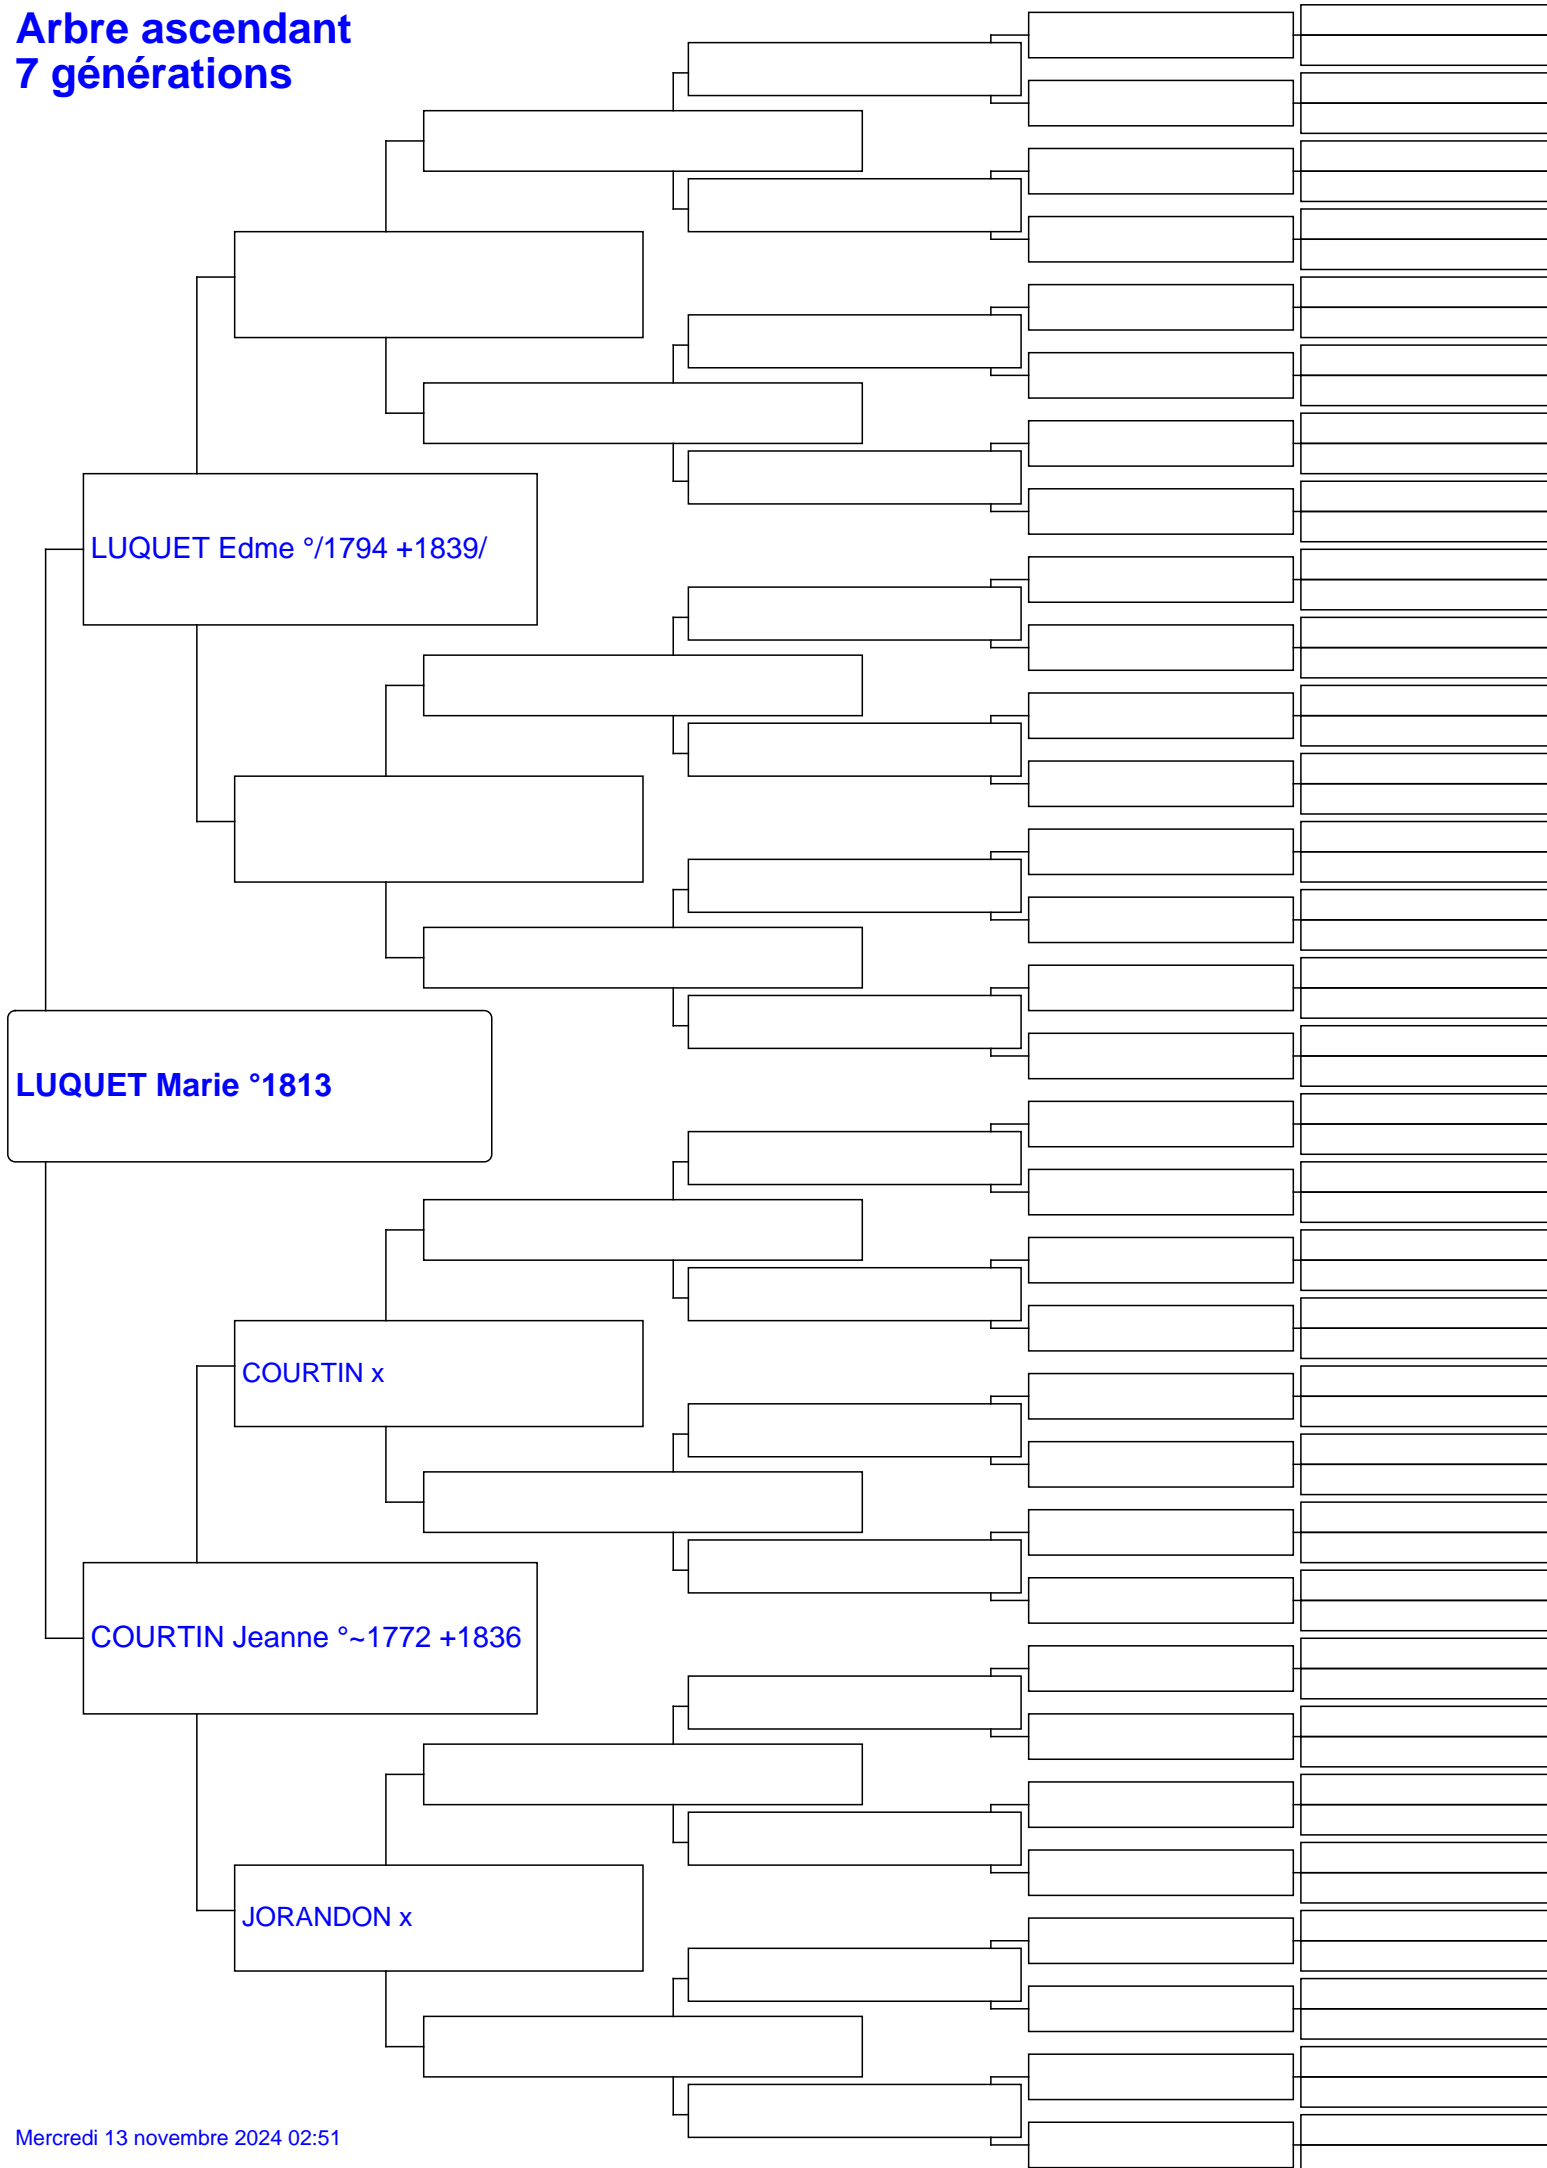 Arbre ascendant
7 générations
LUQUET Edme °/1794 +1839/
LUQUET Marie °1813
COURTIN x
COURTIN Jeanne °~1772 +1836
JORANDON x
Mercredi 13 novembre 2024 02:51